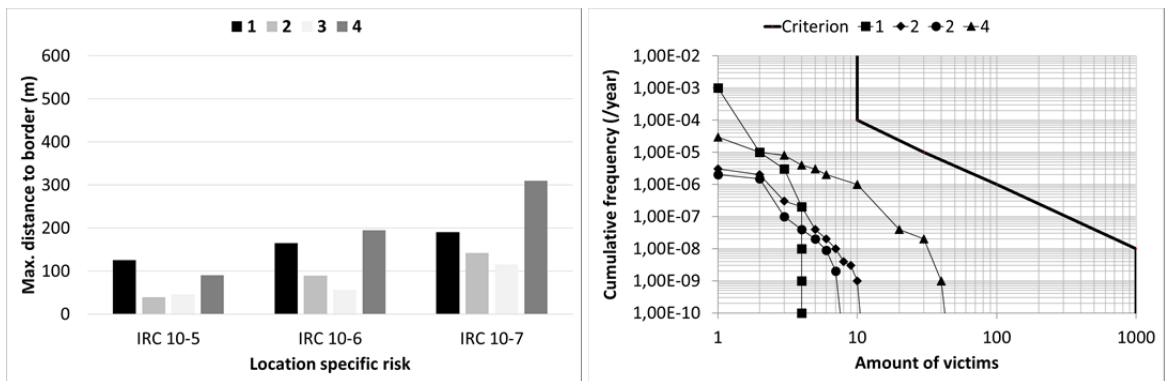 1 2 3 4
600
500
400
300
200
100
0
Max. distance to border (m)
IRC 10-5 IRC 10-6 IRC 10-7
Location specific risk
Criterion 1 2 2 4
1,00E-02
1,00E-03
1,00E-04
1,00E-05
1,00E-06
1,00E-07
1,00E-08
1,00E-09
1,00E-10
Cumulative frequency (/year)
1 10 100 1000
Amount of victims